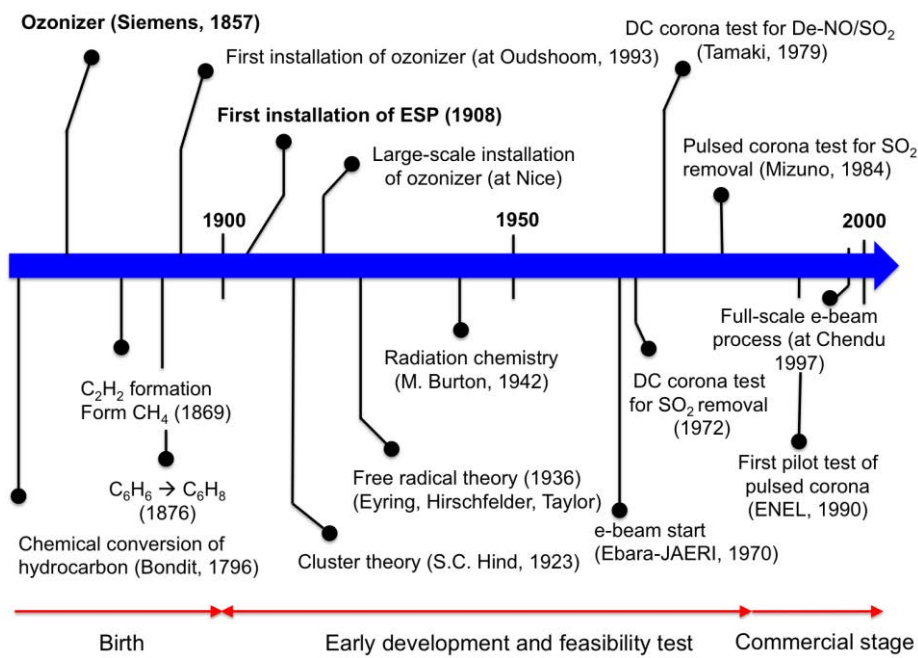 Ozonizer (Siemens, 1857)
First installation of ozonizer (at Oudshoom, 1993)
DC corona test for De-NO/SO₂
(Tamaki, 1979)
First installation of ESP (1908)
Large-scale installation
of ozonizer (at Nice)
Pulsed corona test for SO₂
removal (Mizuno, 1984)
1900
1950
2000
C₂H₂ formation
Form CH₄ (1869)
C₆H₆ → C₆H₈
(1876)
Chemical conversion of
hydrocarbon (Bondit, 1796)
Radiation chemistry
(M. Burton, 1942)
Free radical theory (1936)
(Eyring, Hirschfelder, Taylor)
Cluster theory (S.C. Hind, 1923)
e-beam start
(Ebara-JAERI, 1970)
DC corona test
for SO₂ removal
(1972)
Full-scale e-beam
process (at Chendu
1997)
First pilot test of
pulsed corona
(ENEL, 1990)
Birth
Early development and feasibility test
Commercial stage